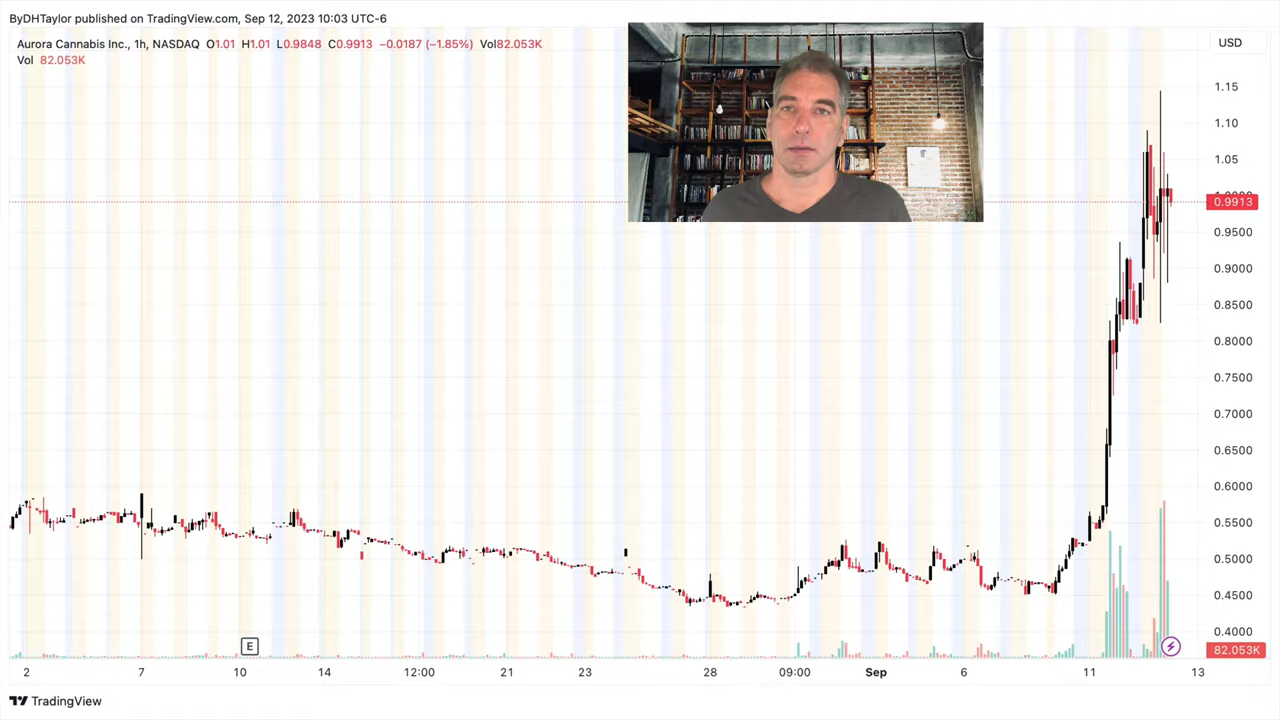 ByDHTaylor published on TradingView.com, Sep 12, 2023 10:03 UTC-6
Aurora Cannabis Inc., 1h, NASDAQ O1.01 H1.01 L0.9848 C0.9913 −0.0187 (−1.85%) Vol82.053K
Vol 82.053K
USD
1.15
1.10
1.05
0.9913
0.9500
0.9000
0.8500
0.8000
0.7500
0.7000
0.6500
0.6000
0.5500
0.5000
0.4500
0.4000
E
82.053K
2 7 10 14 12:00 21 23 28 09:00 Sep 6 11 13
TradingView